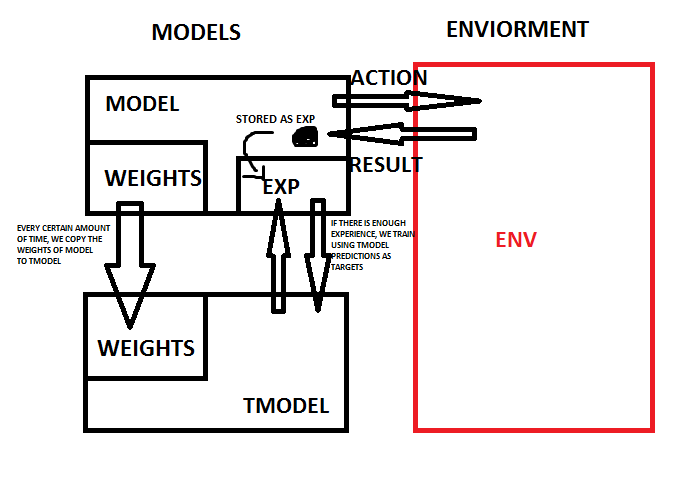 MODELS
ENVIORMENT
MODEL
ACTION
STORED AS EXP
RESULT
WEIGHTS
EXP
EVERY CERTAIN AMOUNT
OF TIME, WE COPY THE
WEIGHTS OF MODEL
TO TMODEL
IF THERE IS ENOUGH
EXPERIENCE, WE TRAIN
USING TMODEL
PREDICTIONS AS
TARGETS
ENV
WEIGHTS
TMODEL